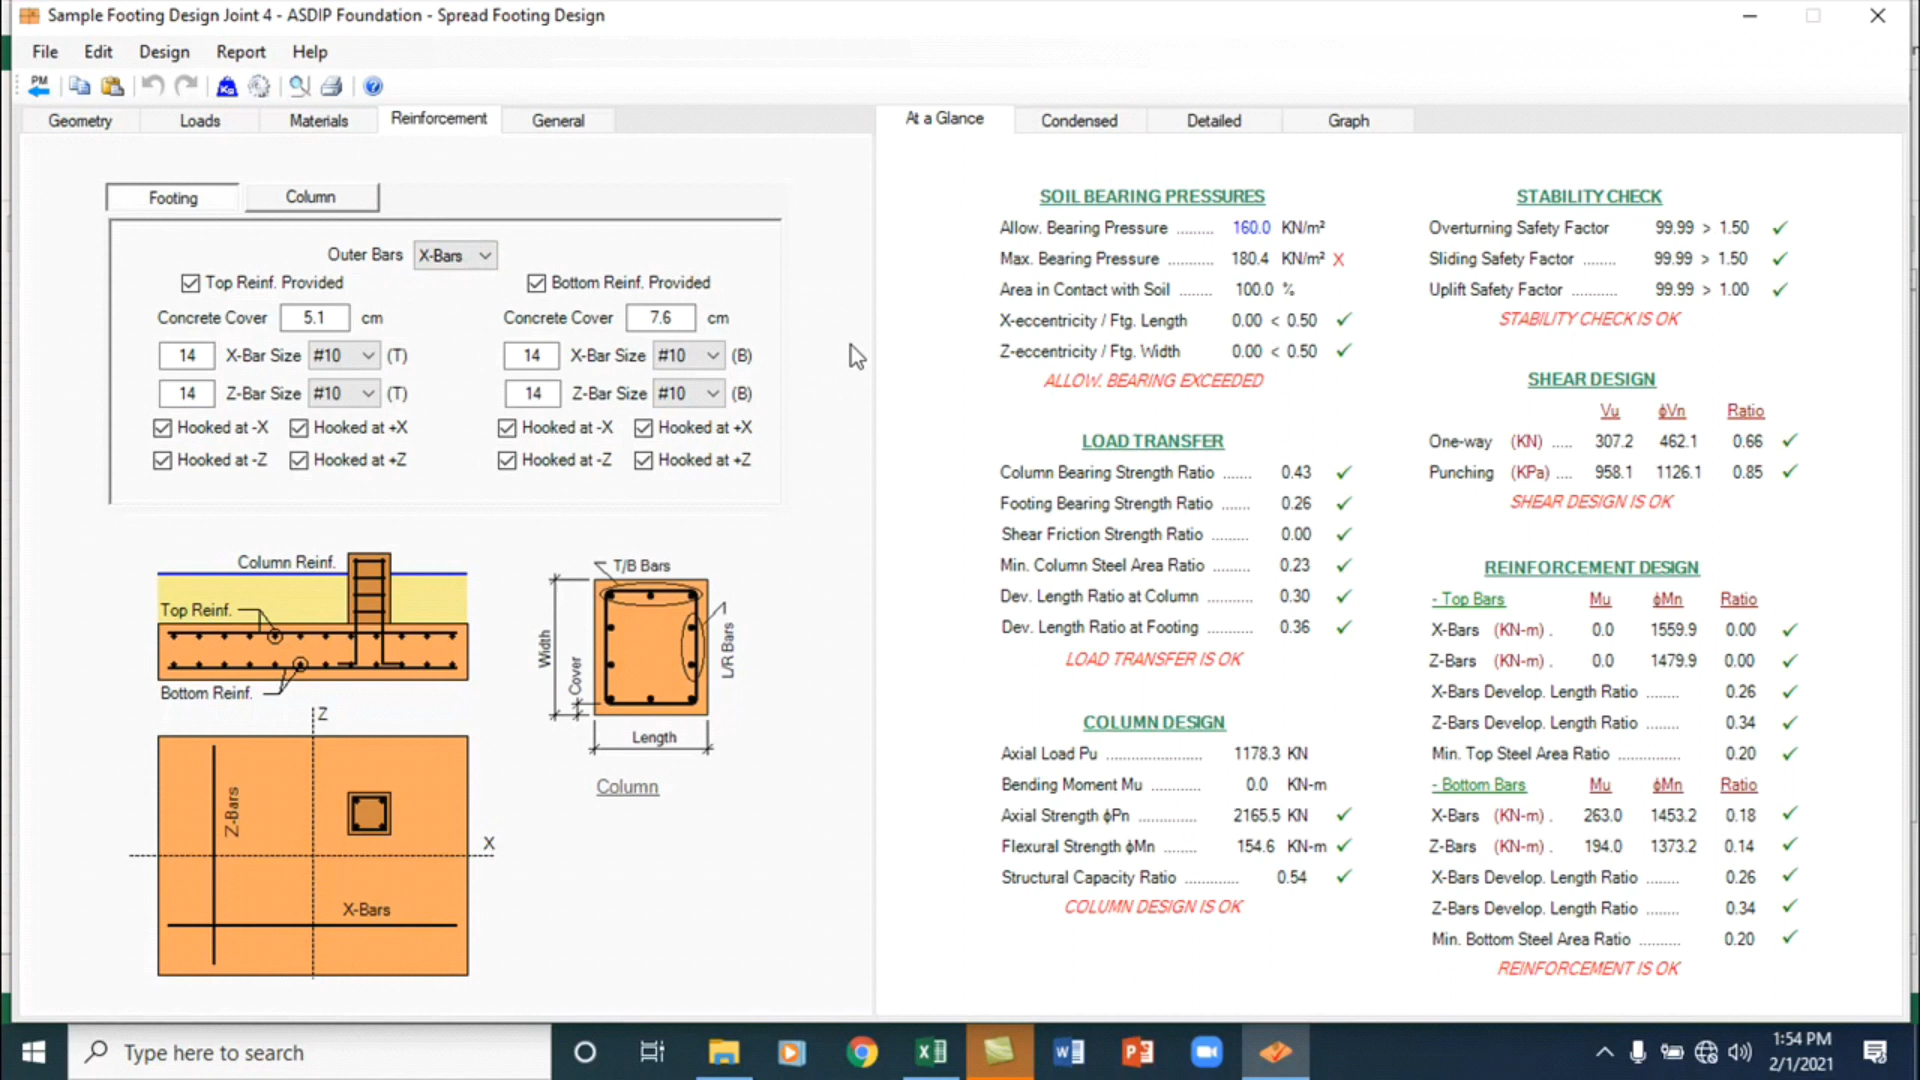 Sample Footing Design Joint 4 - ASDIP Foundation - Spread Footing Design
File Edit Design Report Help
PM
Geometry Loads Materials Reinforcement General
At a Glance Condensed Detailed Graph
Footing Column
Outer Bars X-Bars
Top Reinf. Provided Bottom Reinf. Provided
Concrete Cover 5.1 cm Concrete Cover 7.6 cm
14 X-Bar Size #10 (T) 14 X-Bar Size #10 (B)
14 Z-Bar Size #10 (T) 14 Z-Bar Size #10 (B)
Hooked at -X Hooked at +X Hooked at -X Hooked at +X
Hooked at -Z Hooked at +Z Hooked at -Z Hooked at +Z
Column Reinf.
Top Reinf.
Bottom Reinf.
Z
Z-Bars
X
X-Bars
T/B Bars
Width
Cover
L/R Bars
Length
Column
SOIL BEARING PRESSURES
Allow. Bearing Pressure ........ 160.0 KN/m²
Max. Bearing Pressure ........... 180.4 KN/m² X
Area in Contact with Soil ....... 100.0 %
X-eccentricity / Ftg. Length 0.00 < 0.50 ✓
Z-eccentricity / Ftg. Width 0.00 < 0.50 ✓
ALLOW. BEARING EXCEEDED
LOAD TRANSFER
Column Bearing Strength Ratio ....... 0.43 ✓
Footing Bearing Strength Ratio ...... 0.26 ✓
Shear Friction Strength Ratio ......... 0.00 ✓
Min. Column Steel Area Ratio ........ 0.23 ✓
Dev. Length Ratio at Column .......... 0.30 ✓
Dev. Length Ratio at Footing ........... 0.36 ✓
LOAD TRANSFER IS OK
COLUMN DESIGN
Axial Load Pu ........................ 1178.3 KN
Bending Moment Mu ............ 0.0 KN-m
Axial Strength ϕPn ............... 2165.5 KN ✓
Flexural Strength ϕMn ........ 154.6 KN-m ✓
Structural Capacity Ratio ............. 0.54 ✓
COLUMN DESIGN IS OK
STABILITY CHECK
Overturning Safety Factor 99.99 > 1.50 ✓
Sliding Safety Factor ........ 99.99 > 1.50 ✓
Uplift Safety Factor ........... 99.99 > 1.00 ✓
STABILITY CHECK IS OK
SHEAR DESIGN
Vu ϕVn Ratio
One-way (KN) ..... 307.2 462.1 0.66 ✓
Punching (KPa) .... 958.1 1126.1 0.85 ✓
SHEAR DESIGN IS OK
REINFORCEMENT DESIGN
- Top Bars Mu ϕMn Ratio
X-Bars (KN-m) . 0.0 1559.9 0.00 ✓
Z-Bars (KN-m) . 0.0 1479.9 0.00 ✓
X-Bars Develop. Length Ratio ....... 0.26 ✓
Z-Bars Develop. Length Ratio ....... 0.34 ✓
Min. Top Steel Area Ratio .............. 0.20 ✓
- Bottom Bars Mu ϕMn Ratio
X-Bars (KN-m) . 263.0 1453.2 0.18 ✓
Z-Bars (KN-m) . 194.0 1373.2 0.14 ✓
X-Bars Develop. Length Ratio ....... 0.26 ✓
Z-Bars Develop. Length Ratio ....... 0.34 ✓
Min. Bottom Steel Area Ratio ......... 0.20 ✓
REINFORCEMENT IS OK
Type here to search
1:54 PM
2/1/2021